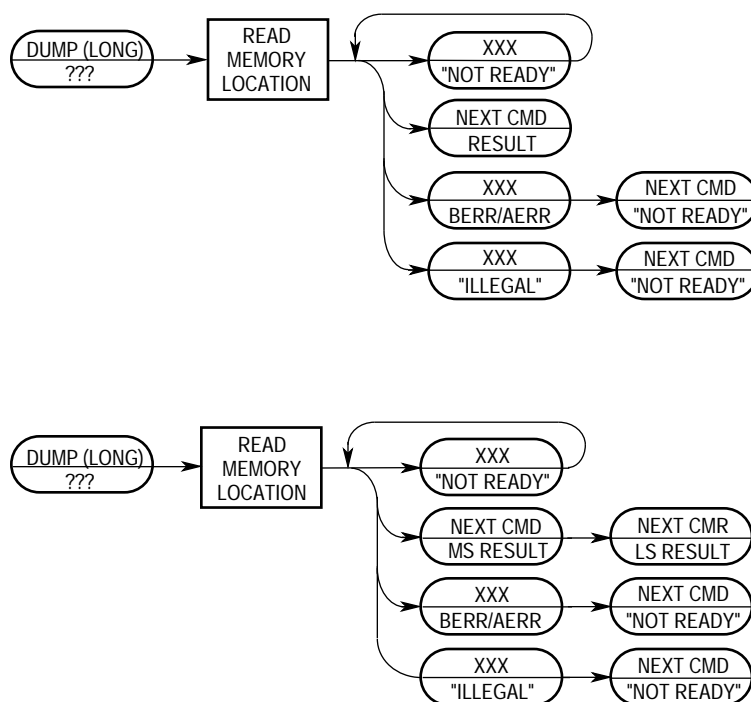 DUMP (LONG)
???
READ
MEMORY
LOCATION
XXX
"NOT READY"
NEXT CMD
RESULT
XXX
BERR/AERR
NEXT CMD
"NOT READY"
XXX
"ILLEGAL"
NEXT CMD
"NOT READY"
DUMP (LONG)
???
READ
MEMORY
LOCATION
XXX
"NOT READY"
NEXT CMD
MS RESULT
NEXT CMR
LS RESULT
XXX
BERR/AERR
NEXT CMD
"NOT READY"
XXX
"ILLEGAL"
NEXT CMD
"NOT READY"